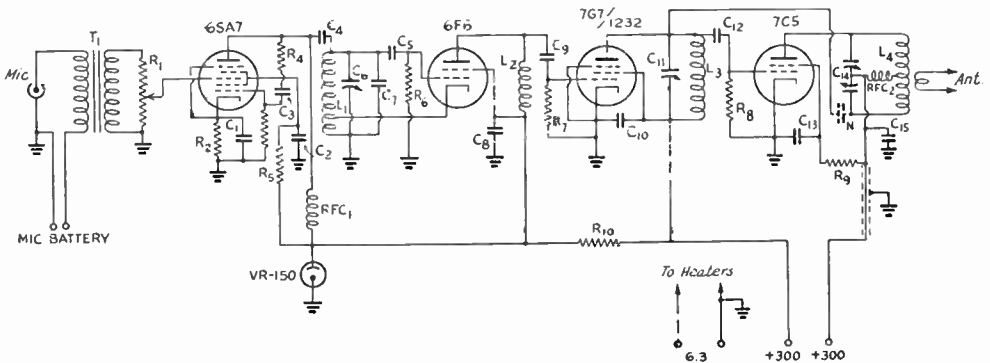 6SA7
6F6
7G7/1232
7C5
T1
Mic
R1
MIC BATTERY
R2
C1
R4
C3
R5
C2
C4
L1
C6
C7
C5
R6
RFC1
VR-150
C8
L2
C9
R7
C10
C11
L3
C12
R8
C13
R9
C14
RFC2
L4
N
C15
Ant.
R10
To Heaters
6.3
+300
+300